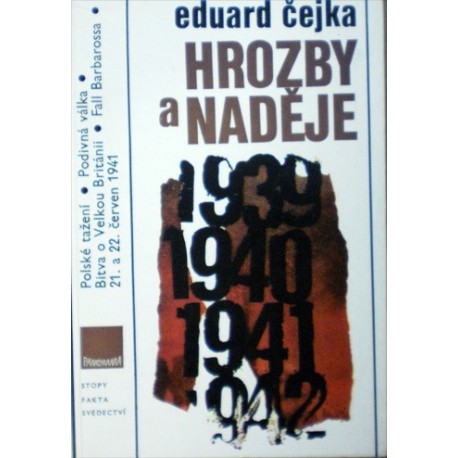 eduard čejka
HROZBY
a NADĚJE
1939
1940
1941
1942
Polské tažení • Podivná válka •
Bitva o Velkou Británii • Fall Barbarossa •
21. a 22. červen 1941
PANORAMA
STOPY
FAKTA
SVĚDECTVÍ